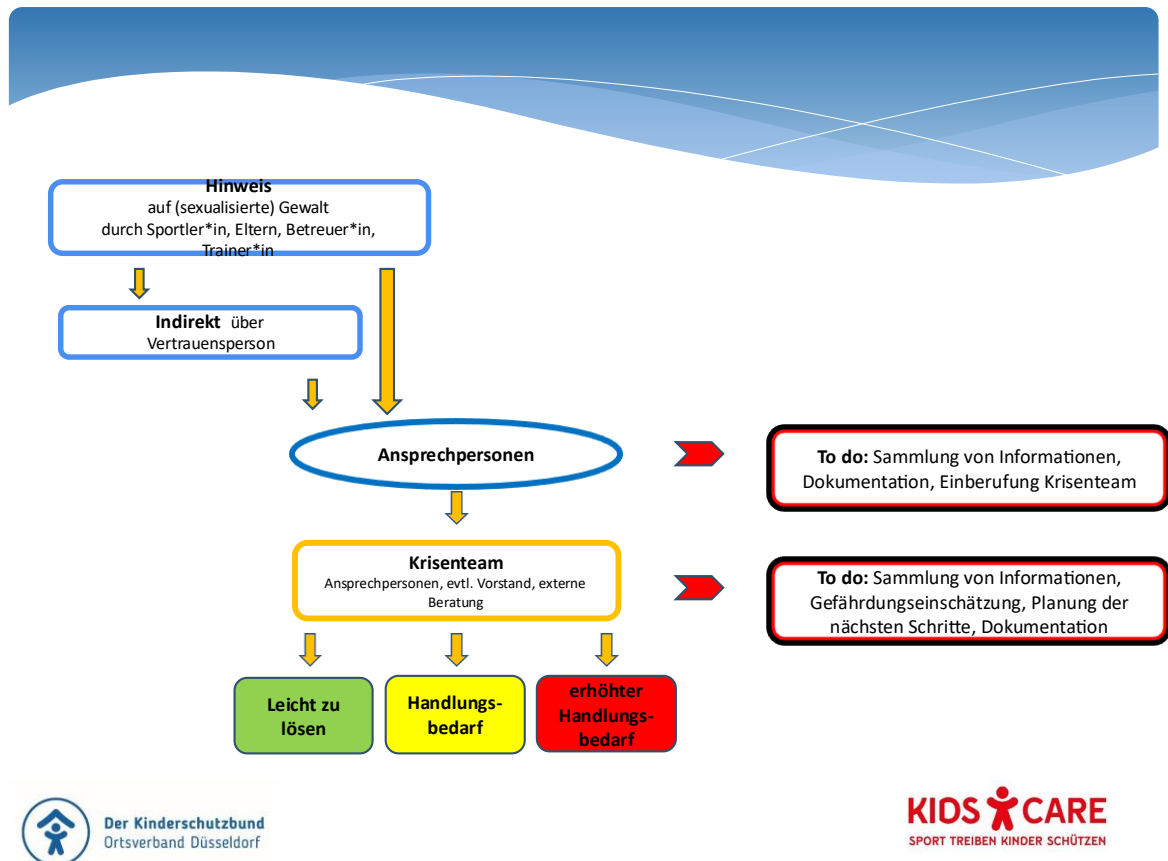 Hinweis
auf (sexualisierte) Gewalt
durch Sportler*in, Eltern, Betreuer*in,
Trainer*in
Indirekt über
Vertrauensperson
Ansprechpersonen
To do: Sammlung von Informationen,
Dokumentation, Einberufung Krisenteam
Krisenteam
Ansprechpersonen, evtl. Vorstand, externe
Beratung
To do: Sammlung von Informationen,
Gefährdungseinschätzung, Planung der
nächsten Schritte, Dokumentation
Leicht zu
lösen
Handlungs-
bedarf
erhöhter
Handlungs-
bedarf
Der Kinderschutzbund
Ortsverband Düsseldorf
KIDS CARE
SPORT TREIBEN KINDER SCHÜTZEN